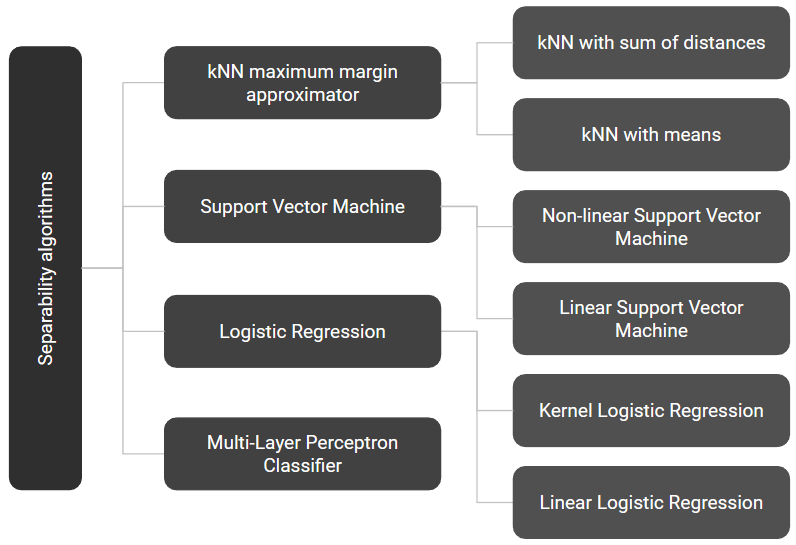 Separability algorithms
kNN maximum margin
approximator
kNN with sum of distances
kNN with means
Support Vector Machine
Non-linear Support Vector
Machine
Linear Support Vector
Machine
Logistic Regression
Kernel Logistic Regression
Linear Logistic Regression
Multi-Layer Perceptron
Classifier